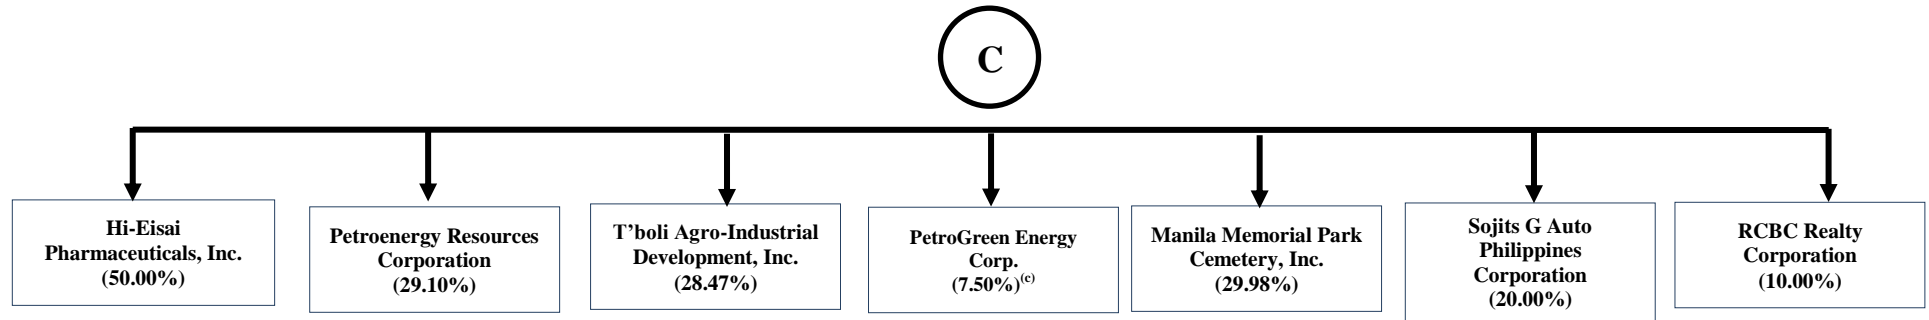 C
Hi-Eisai
Pharmaceuticals, Inc.
(50.00%)
Petroenergy Resources
Corporation
(29.10%)
T’boli Agro-Industrial
Development, Inc.
(28.47%)
PetroGreen Energy
Corp.
(7.50%)(c)
Manila Memorial Park
Cemetery, Inc.
(29.98%)
Sojits G Auto
Philippines
Corporation
(20.00%)
RCBC Realty
Corporation
(10.00%)